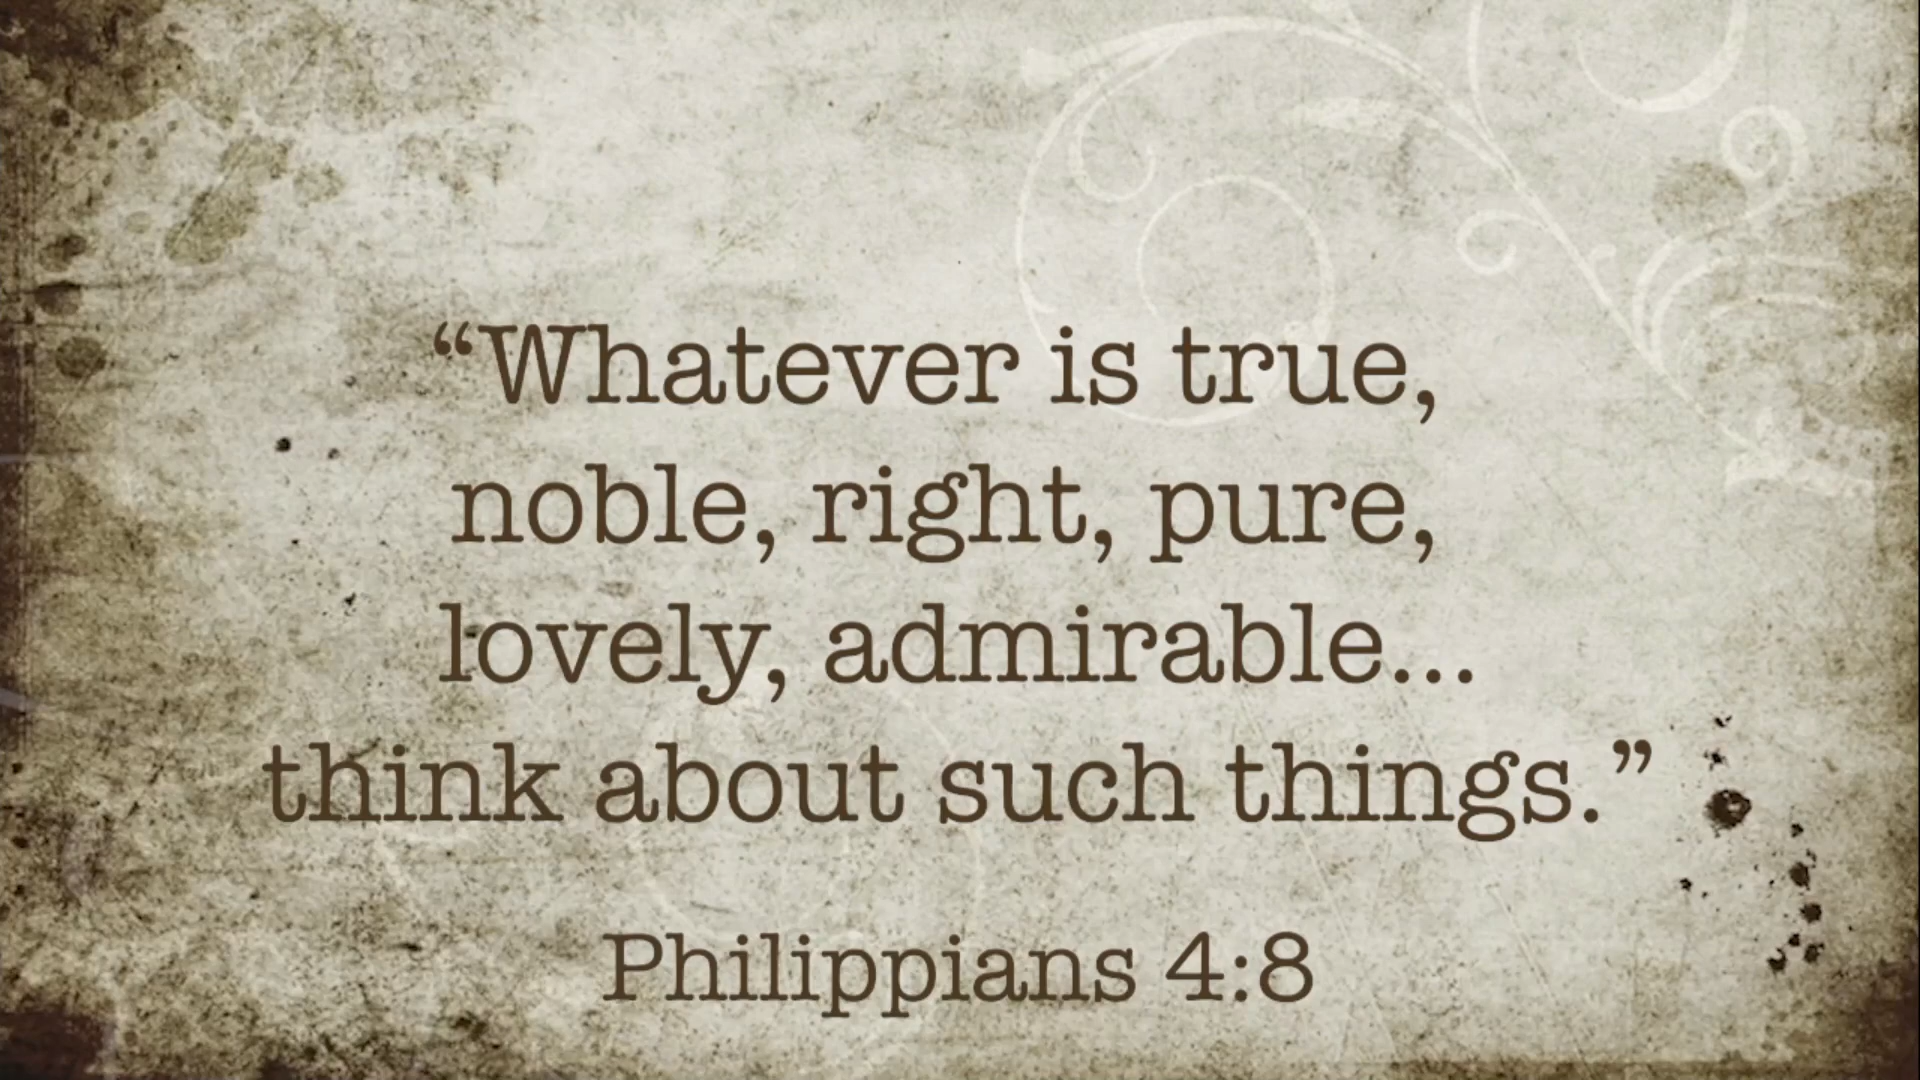 “Whatever is true,
noble, right, pure,
lovely, admirable...
think about such things.”
Philippians 4:8